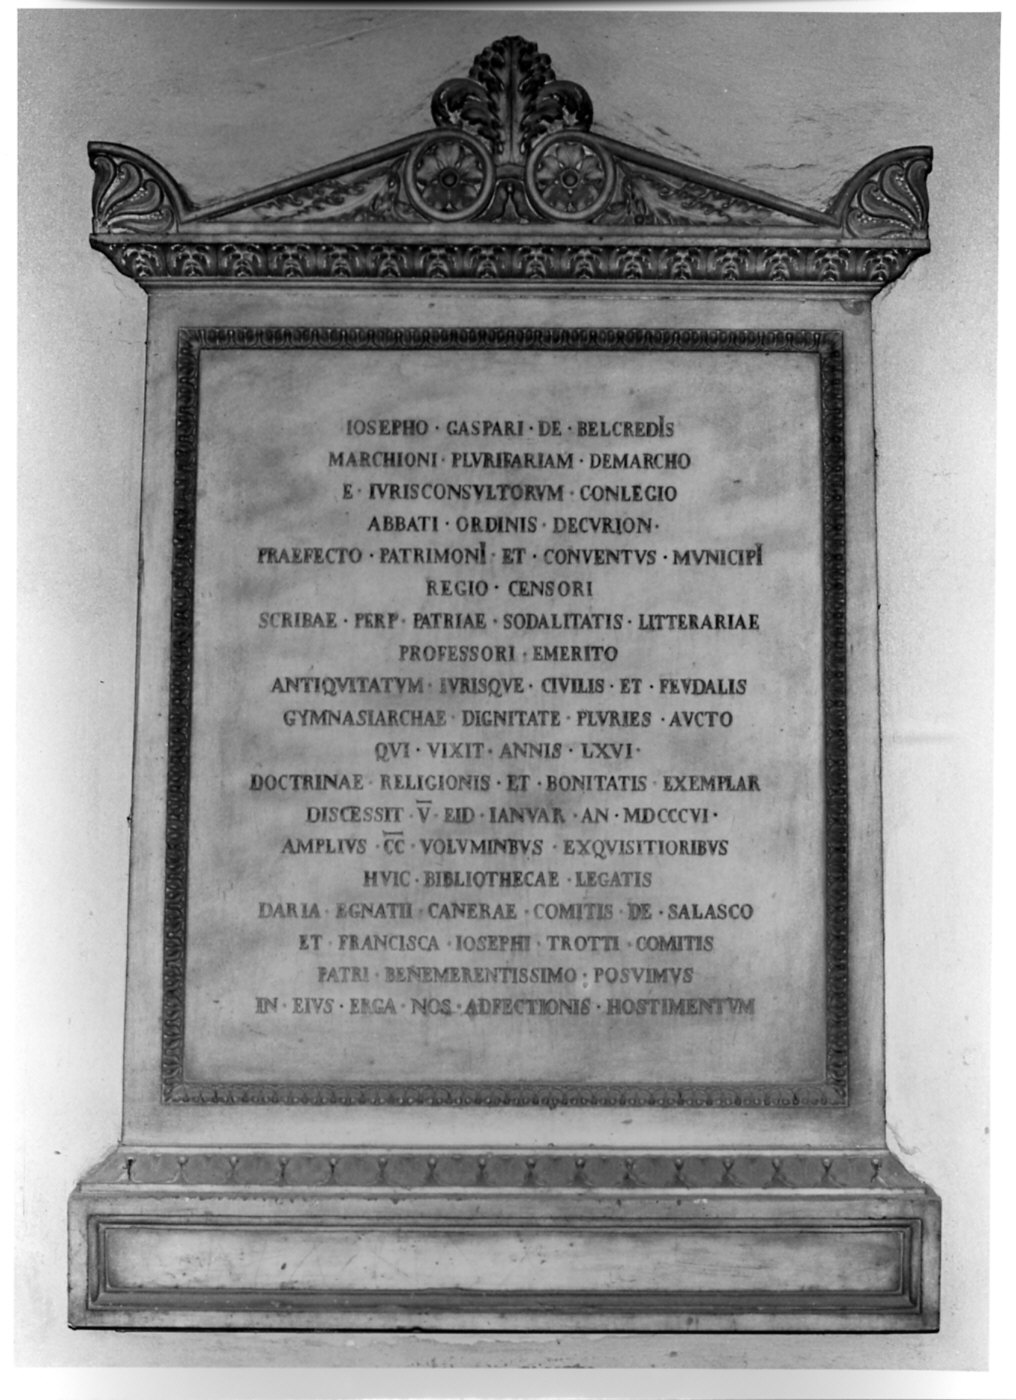 IOSEPHO · GASPARI · DE · BELCREDIS
MARCHIONI · PLVRIFARIAM · DEMARCHO
E · IVRISCONSVLTORVM · CONLEGIO
ABBATI · ORDINIS · DECVRION ·
PRAEFECTO · PATRIMONI · ET · CONVENTVS · MVNICIPI
REGIO · CENSORI
SCRIBAE · PERP · PATRIAE · SODALITATIS · LITTERARIAE
PROFESSORI · EMERITO
ANTIQVITATVM · IVRISQVE · CIVILIS · ET · FEVDALIS
GYMNASIARCHAE · DIGNITATE · PLVRIES · AVCTO
QVI · VIXIT · ANNIS · LXVI ·
DOCTRINAE · RELIGIONIS · ET · BONITATIS · EXEMPLAR
DISCESSIT · V̅ · EID · IANVAR · AN · MDCCCVI ·
AMPLIVS · C̅C̅ · VOLVMINBVS · EXQVISITIORIBVS
HVIC · BIBLIOTHECAE · LEGATIS
DARIA · EGNATII · CANERAE · COMITIS · DE · SALASCO
ET · FRANCISCA · IOSEPHI · TROTTI · COMITIS
PATRI · BENEMERENTISSIMO · POSVIMVS
IN · EIVS · ERGA · NOS · ADFECTIONIS · HOSTIMENTVM